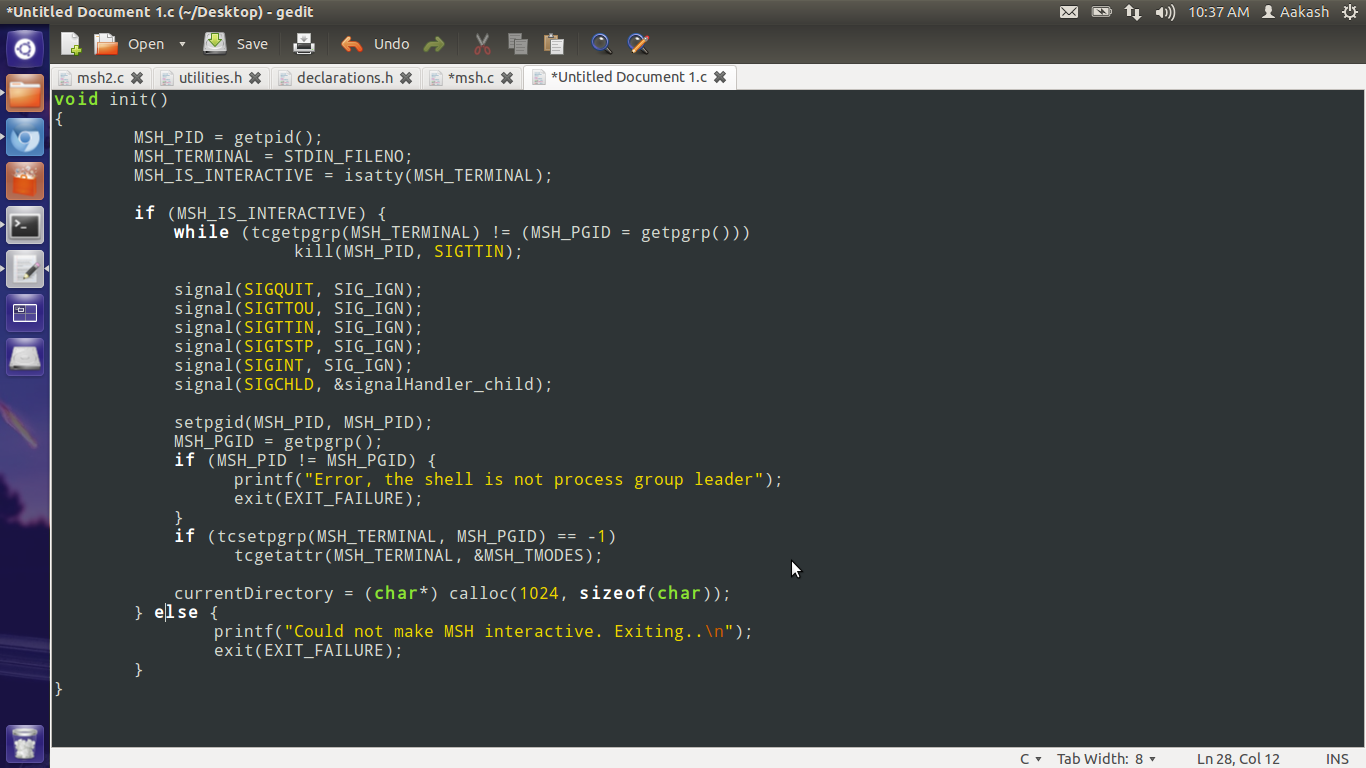 *Untitled Document 1.c (~/Desktop) - gedit
10:37 AM Aakash
Open Save Undo
msh2.c utilities.h declarations.h *msh.c *Untitled Document 1.c
void init()
{
MSH_PID = getpid();
MSH_TERMINAL = STDIN_FILENO;
MSH_IS_INTERACTIVE = isatty(MSH_TERMINAL);
if (MSH_IS_INTERACTIVE) {
while (tcgetpgrp(MSH_TERMINAL) != (MSH_PGID = getpgrp()))
kill(MSH_PID, SIGTTIN);
signal(SIGQUIT, SIG_IGN);
signal(SIGTTOU, SIG_IGN);
signal(SIGTTIN, SIG_IGN);
signal(SIGTSTP, SIG_IGN);
signal(SIGINT, SIG_IGN);
signal(SIGCHLD, &signalHandler_child);
setpgid(MSH_PID, MSH_PID);
MSH_PGID = getpgrp();
if (MSH_PID != MSH_PGID) {
printf("Error, the shell is not process group leader");
exit(EXIT_FAILURE);
}
if (tcsetpgrp(MSH_TERMINAL, MSH_PGID) == -1)
tcgetattr(MSH_TERMINAL, &MSH_TMODES);
currentDirectory = (char*) calloc(1024, sizeof(char));
} else {
printf("Could not make MSH interactive. Exiting..\n");
exit(EXIT_FAILURE);
}
}
C Tab Width: 8 Ln 28, Col 12 INS